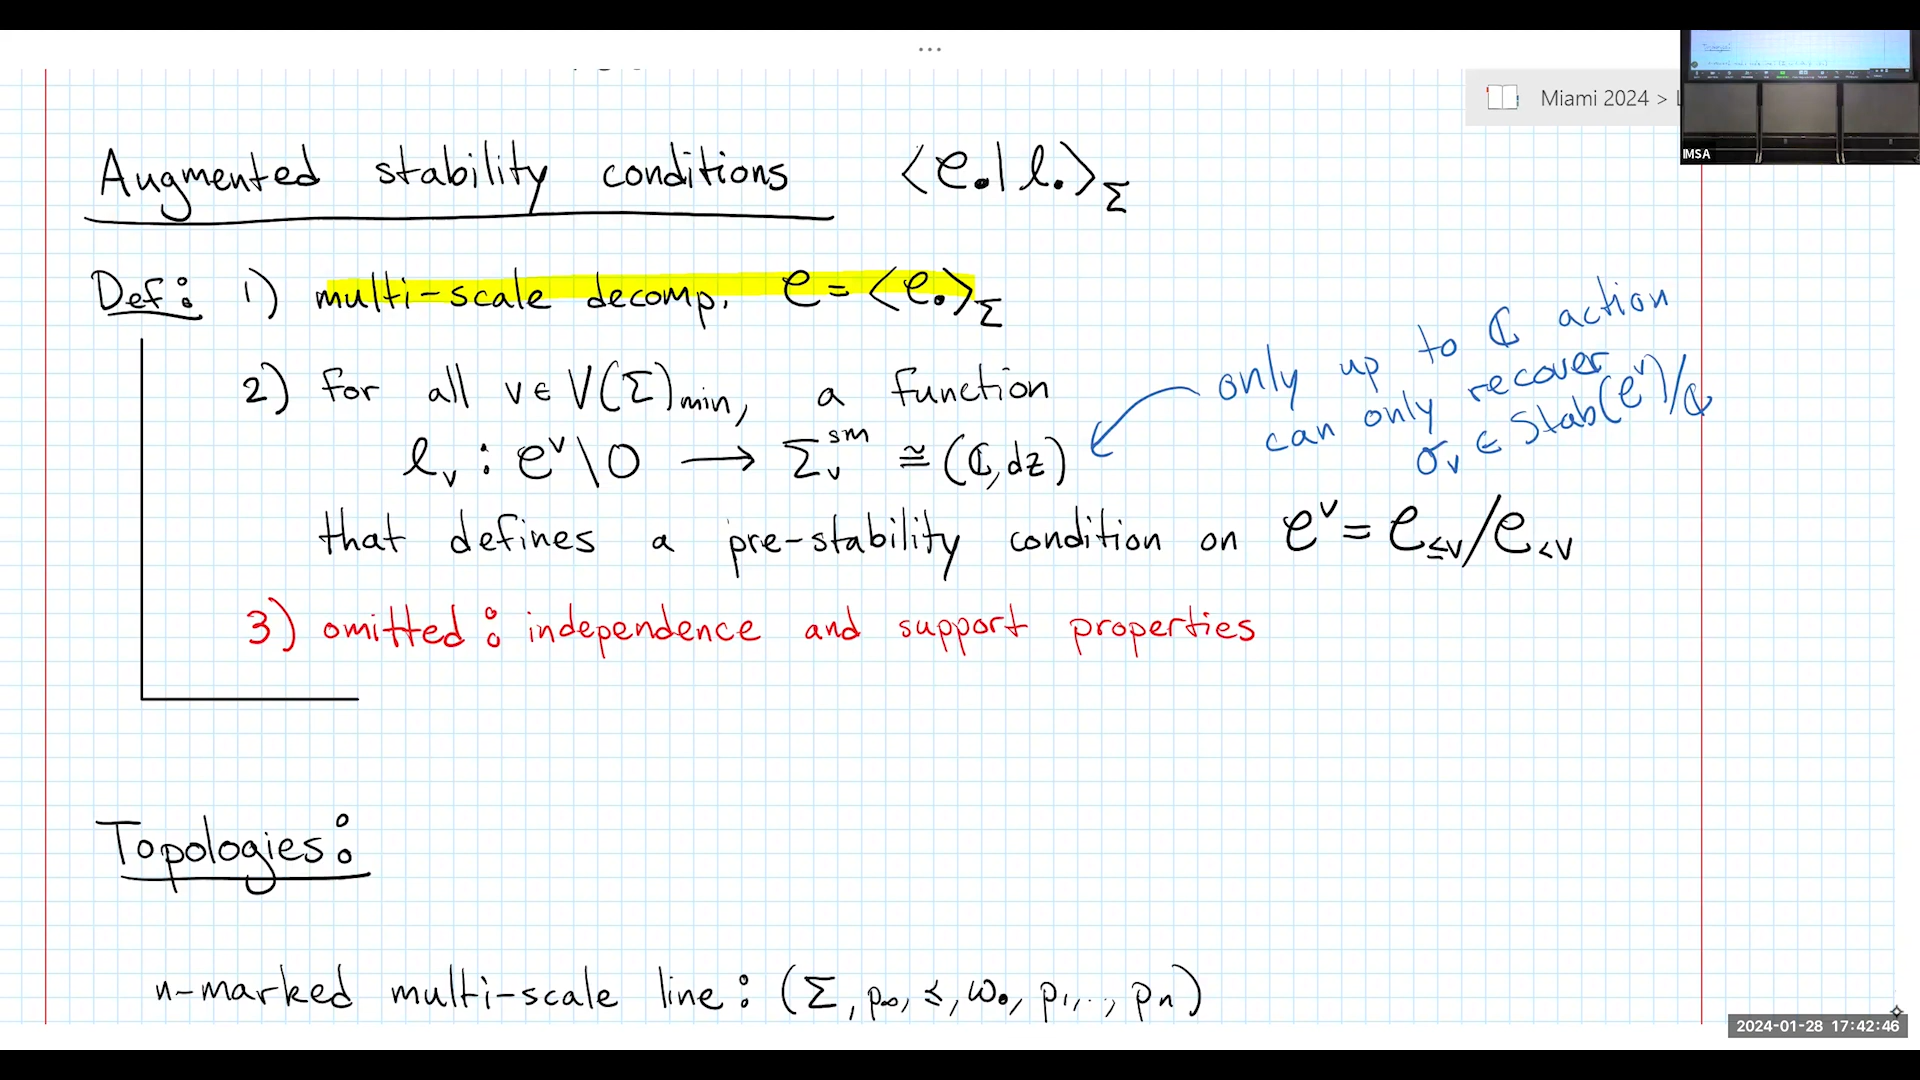 ...
Miami 2024 > L
IMSA
Augmented stability conditions ⟨𝒞•|ℓ•⟩_Σ
Def: 1) multi-scale decomp. 𝒞 = ⟨𝒞•⟩_Σ
2) for all v ∈ V(Σ)_min, a function
ℓ_v : 𝒞^v \ 0 → Σ_v^sm ≅ (ℂ, dz)
only up to ℂ action
can only recover
σ_v ∈ Stab(𝒞^v)/ℂ
that defines a pre-stability condition on 𝒞^v = 𝒞_≤v / 𝒞_<v
3) omitted: independence and support properties
Topologies:
n-marked multi-scale line: (Σ, p_∞, ⪯, ω•, p_1, .., p_n)
2024-01-28 17:42:46